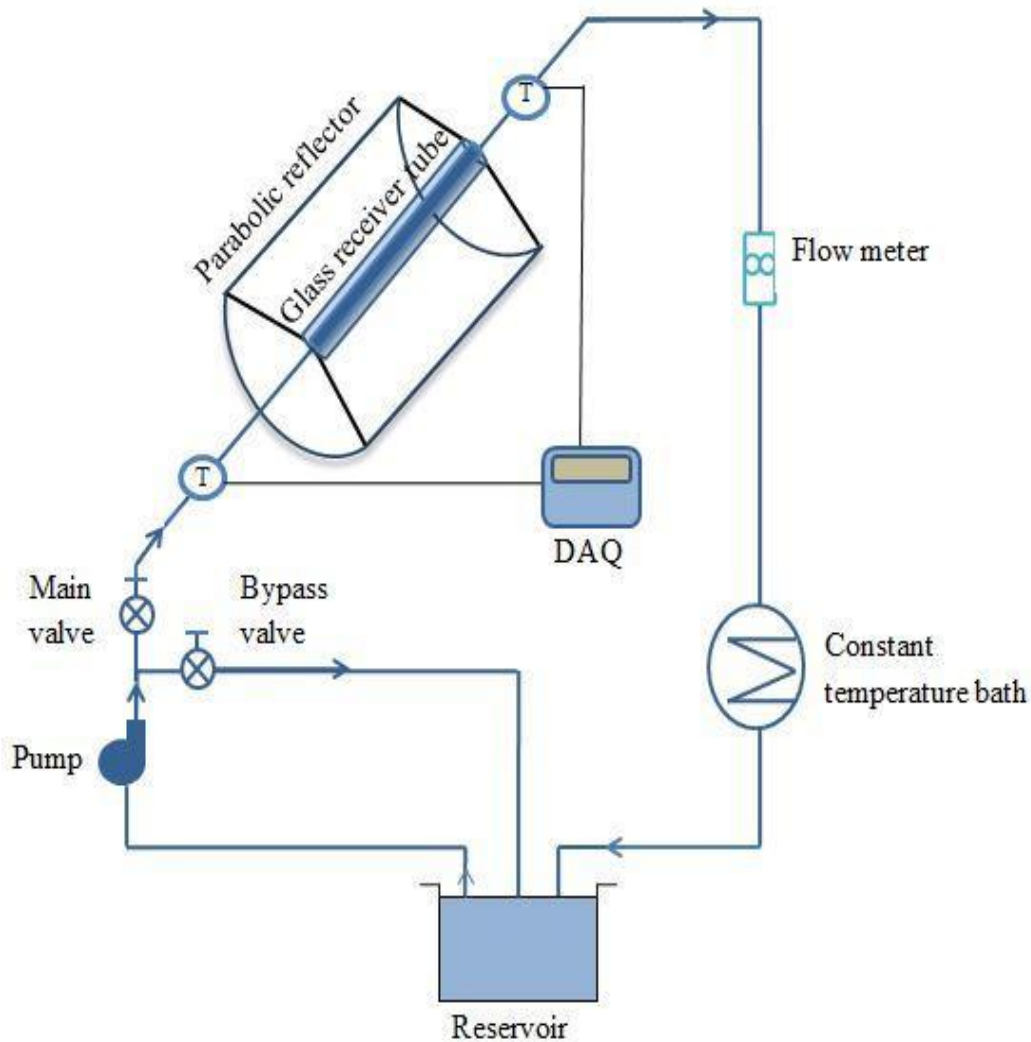 T
Parabolic reflector
Glass receiver tube
Flow meter
T
DAQ
Main
valve
Bypass
valve
Constant
temperature bath
Pump
Reservoir